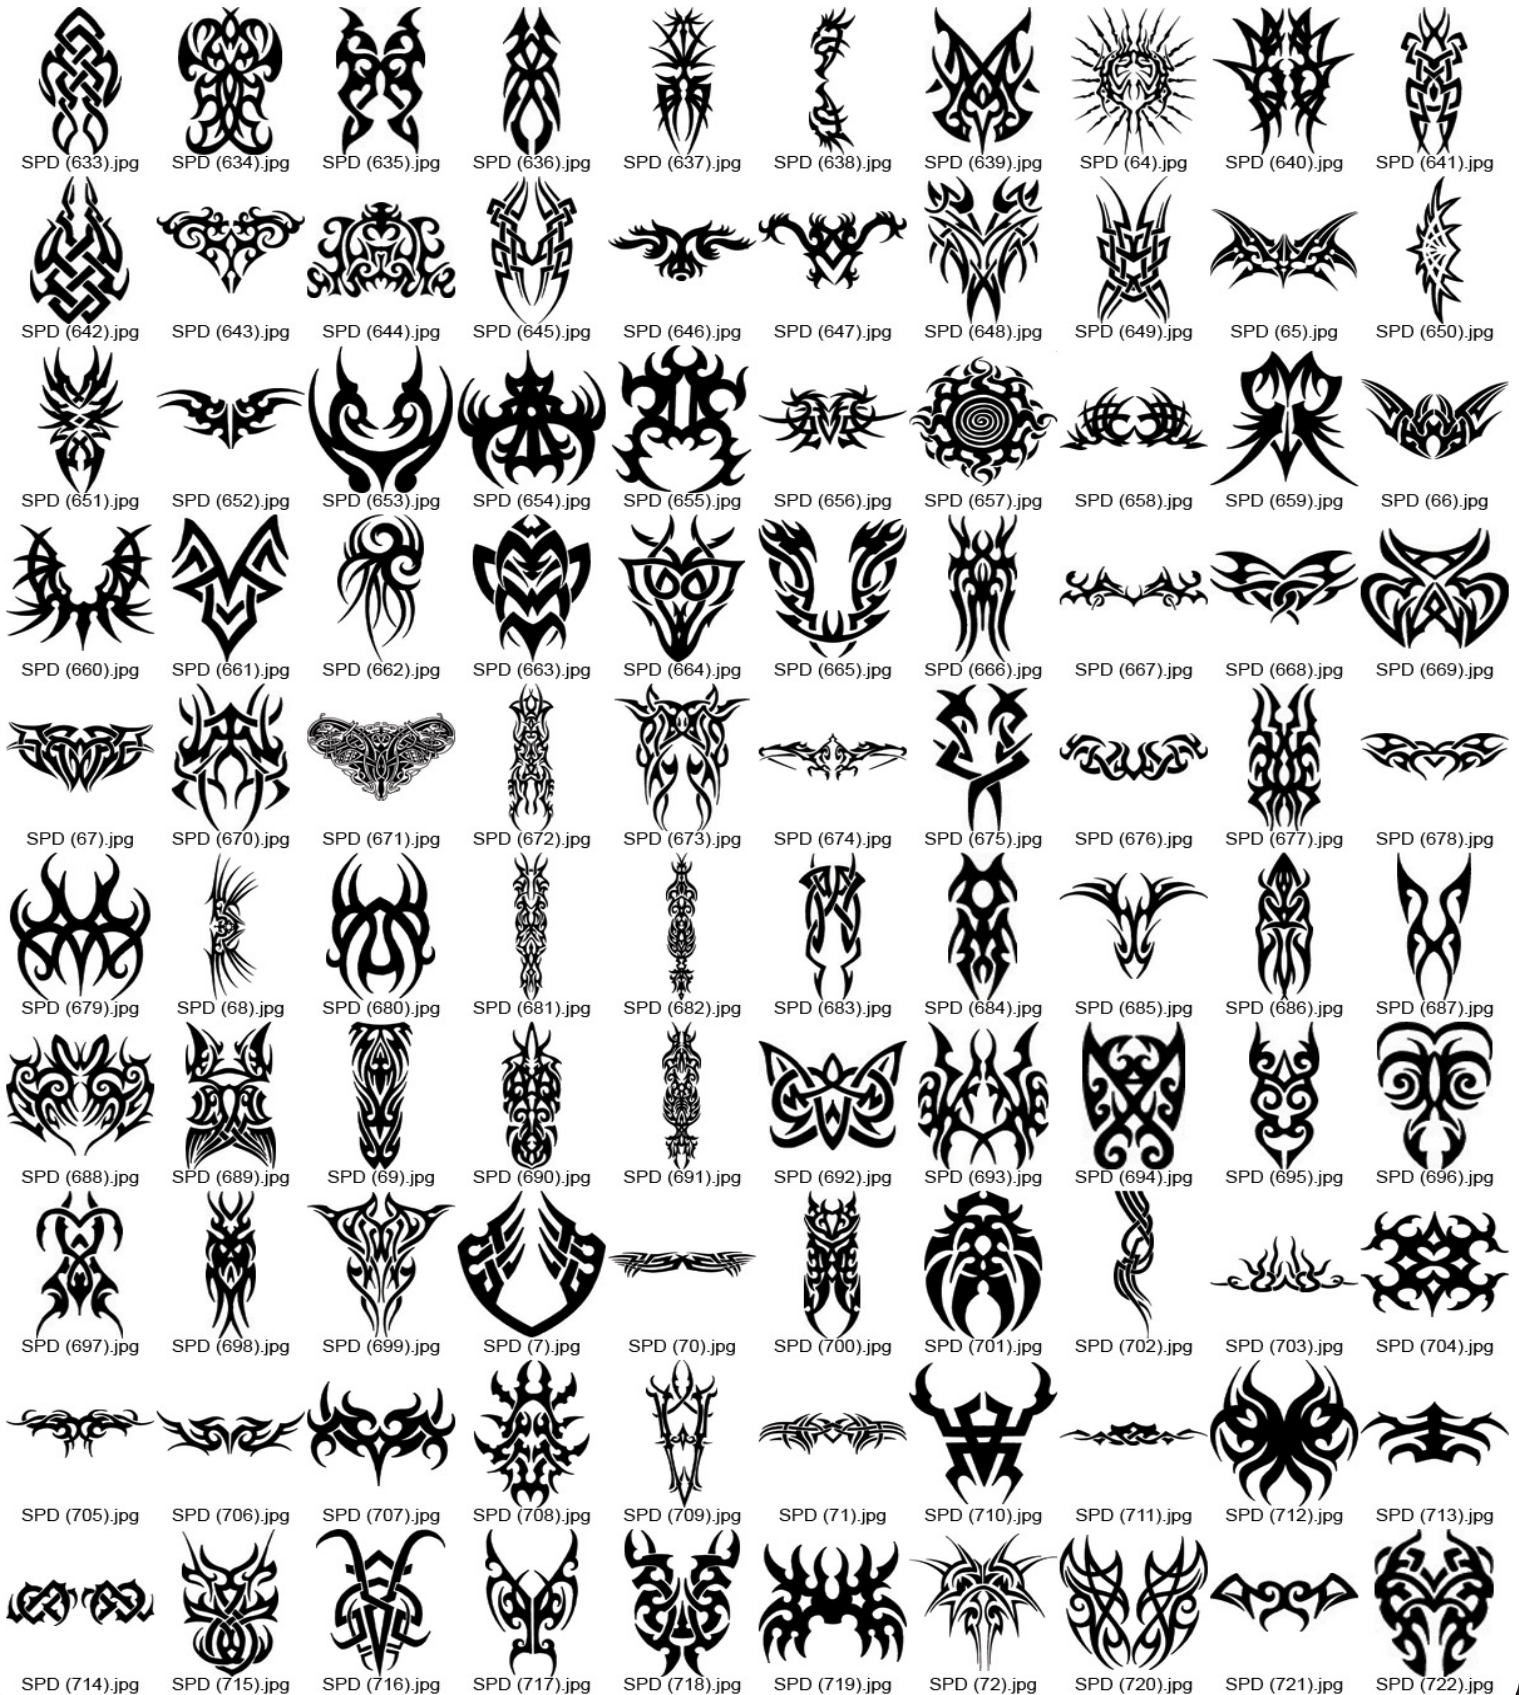 SPD (633).jpg SPD (634).jpg SPD (635).jpg SPD (636).jpg SPD (637).jpg SPD (638).jpg SPD (639).jpg SPD (64).jpg SPD (640).jpg SPD (641).jpg
SPD (642).jpg SPD (643).jpg SPD (644).jpg SPD (645).jpg SPD (646).jpg SPD (647).jpg SPD (648).jpg SPD (649).jpg SPD (65).jpg SPD (650).jpg
SPD (651).jpg SPD (652).jpg SPD (653).jpg SPD (654).jpg SPD (655).jpg SPD (656).jpg SPD (657).jpg SPD (658).jpg SPD (659).jpg SPD (66).jpg
SPD (660).jpg SPD (661).jpg SPD (662).jpg SPD (663).jpg SPD (664).jpg SPD (665).jpg SPD (666).jpg SPD (667).jpg SPD (668).jpg SPD (669).jpg
SPD (67).jpg SPD (670).jpg SPD (671).jpg SPD (672).jpg SPD (673).jpg SPD (674).jpg SPD (675).jpg SPD (676).jpg SPD (677).jpg SPD (678).jpg
SPD (679).jpg SPD (68).jpg SPD (680).jpg SPD (681).jpg SPD (682).jpg SPD (683).jpg SPD (684).jpg SPD (685).jpg SPD (686).jpg SPD (687).jpg
SPD (688).jpg SPD (689).jpg SPD (69).jpg SPD (690).jpg SPD (691).jpg SPD (692).jpg SPD (693).jpg SPD (694).jpg SPD (695).jpg SPD (696).jpg
SPD (697).jpg SPD (698).jpg SPD (699).jpg SPD (7).jpg SPD (70).jpg SPD (700).jpg SPD (701).jpg SPD (702).jpg SPD (703).jpg SPD (704).jpg
SPD (705).jpg SPD (706).jpg SPD (707).jpg SPD (708).jpg SPD (709).jpg SPD (71).jpg SPD (710).jpg SPD (711).jpg SPD (712).jpg SPD (713).jpg
SPD (714).jpg SPD (715).jpg SPD (716).jpg SPD (717).jpg SPD (718).jpg SPD (719).jpg SPD (72).jpg SPD (720).jpg SPD (721).jpg SPD (722).jpg